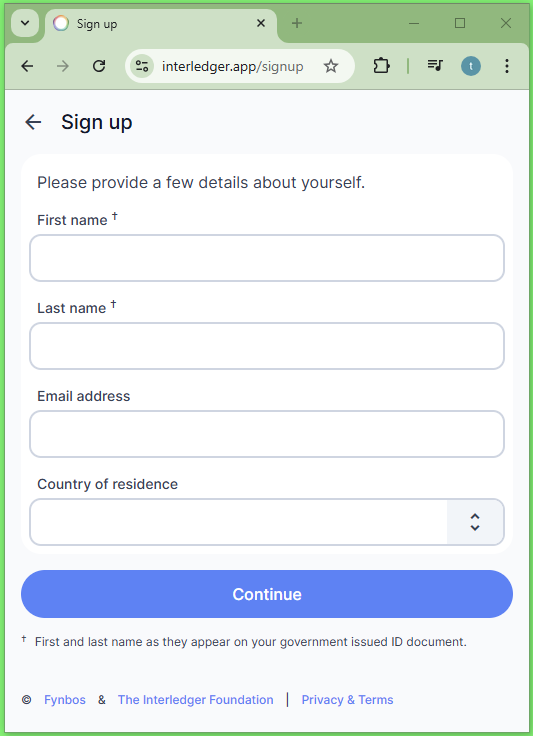 Sign up
interledger.app/signup
t
Sign up
Please provide a few details about yourself.
First name †
Last name †
Email address
Country of residence
Continue
† First and last name as they appear on your government issued ID document.
© Fynbos & The Interledger Foundation | Privacy & Terms